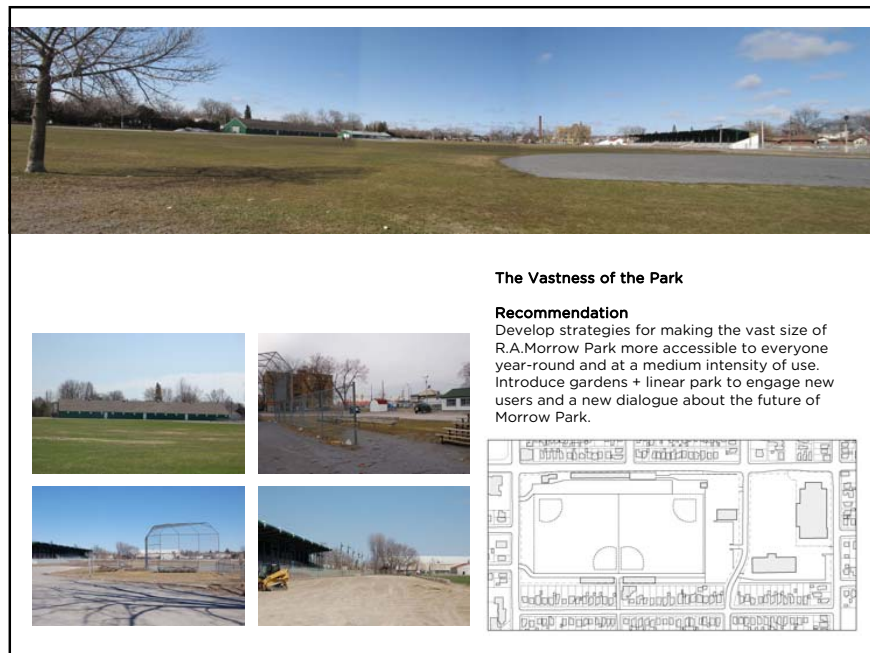 The Vastness of the Park
Recommendation
Develop strategies for making the vast size of
R.A.Morrow Park more accessible to everyone
year-round and at a medium intensity of use.
Introduce gardens + linear park to engage new
users and a new dialogue about the future of
Morrow Park.